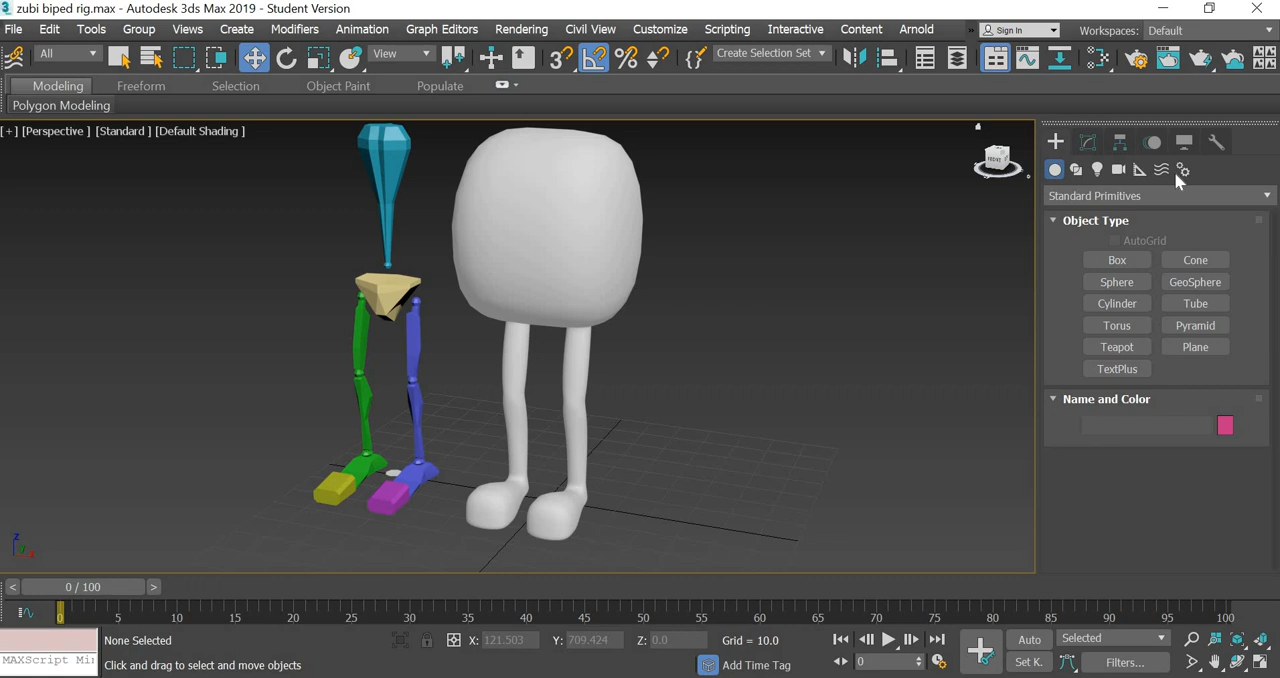 zubi biped rig.max - Autodesk 3ds Max 2019 - Student Version
File Edit Tools Group Views Create Modifiers Animation Graph Editors Rendering Civil View Customize Scripting Interactive Content Arnold » Sign In Workspaces: Default
All View Create Selection Set
Modeling Freeform Selection Object Paint Populate
Polygon Modeling
[+] [Perspective ] [Standard ] [Default Shading ]
FRONT
Standard Primitives
Object Type
AutoGrid
Box Cone
Sphere GeoSphere
Cylinder Tube
Torus Pyramid
Teapot Plane
TextPlus
Name and Color
z
Y
x
< 0 / 100 >
0 5 10 15 20 25 30 35 40 45 50 55 60 65 70 75 80 85 90 95 100
None Selected X: 121.503 Y: 709.424 Z: 0.0 Grid = 10.0 Auto Selected
MAXScript Mi: Click and drag to select and move objects Add Time Tag 0 Set K. Filters...